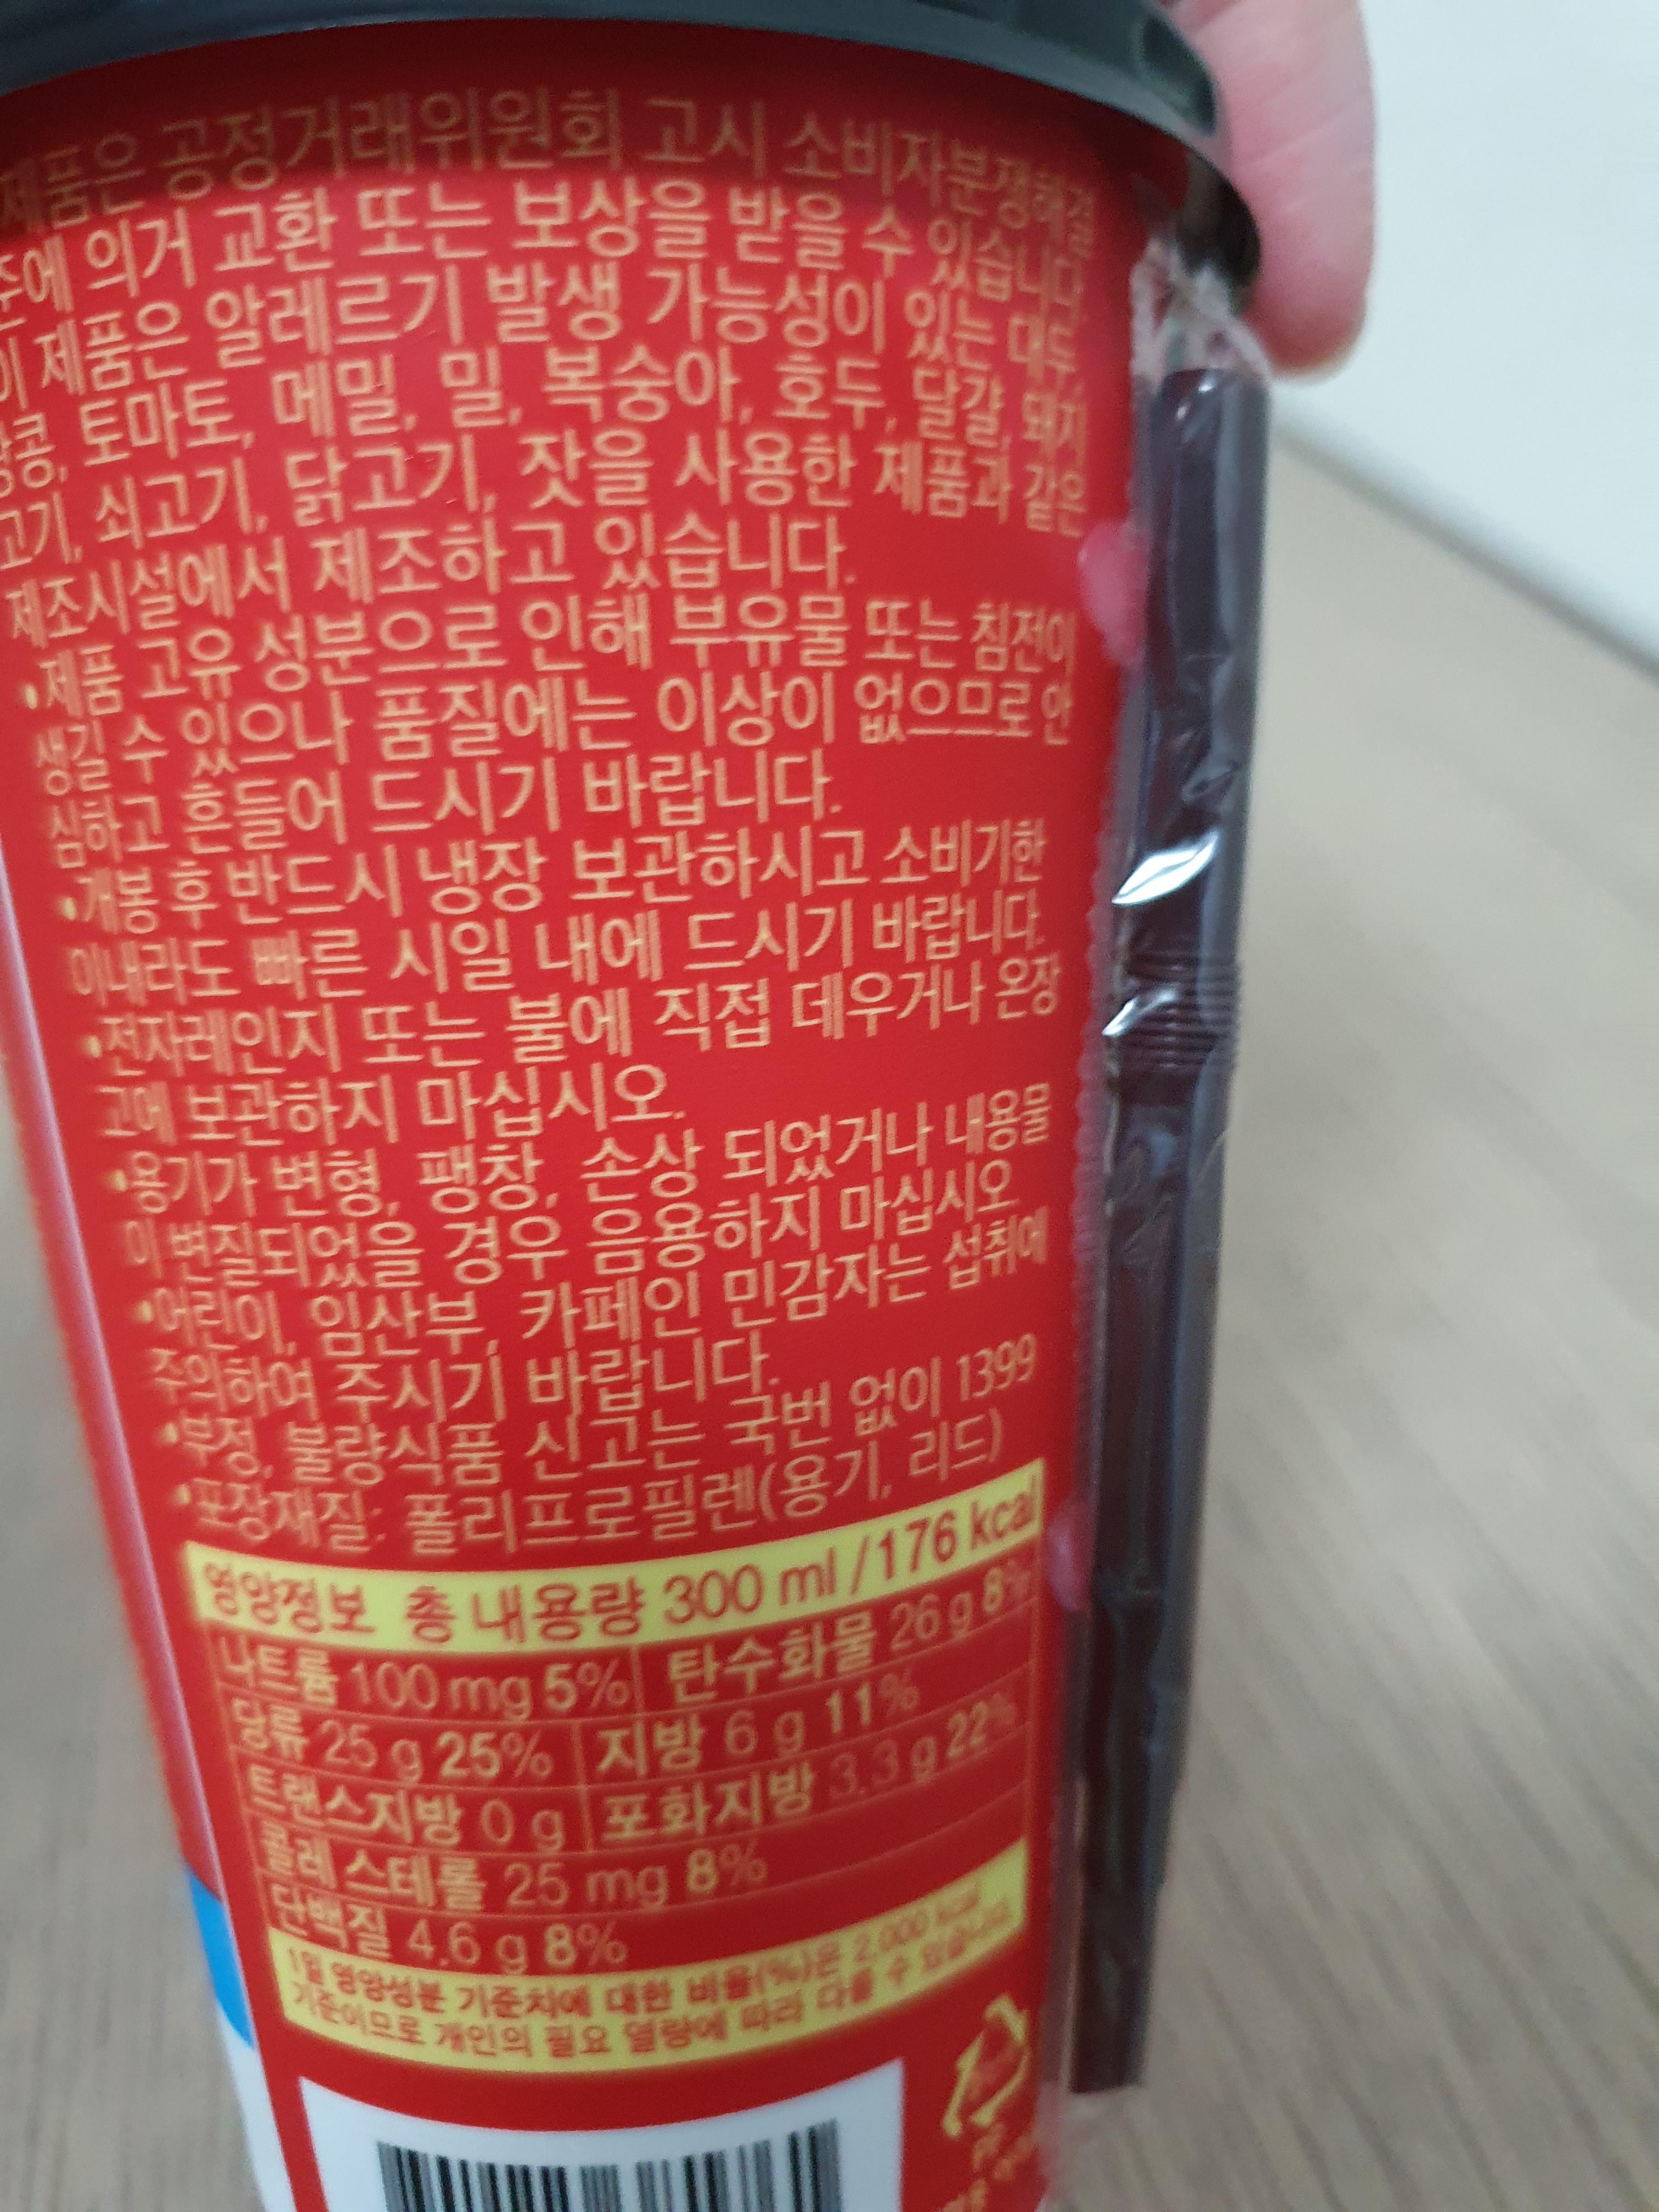 제품은 공정거래위원회 고시 소비자분쟁해결
준에 의거 교환 또는 보상을 받을 수 있습니다.
이 제품은 알레르기 발생 가능성이 있는 대두,
땅콩, 토마토, 메밀, 밀, 복숭아, 호두, 달걀, 돼지
고기, 쇠고기, 닭고기, 잣을 사용한 제품과 같은
제조시설에서 제조하고 있습니다.
•제품 고유 성분으로 인해 부유물 또는 침전이
생길 수 있으나 품질에는 이상이 없으므로 안
심하고 흔들어 드시기 바랍니다.
•개봉 후 반드시 냉장 보관하시고 소비기한
이내라도 빠른 시일 내에 드시기 바랍니다.
•전자레인지 또는 불에 직접 데우거나 온장
고에 보관하지 마십시오.
•용기가 변형, 팽창, 손상 되었거나 내용물
이 변질되었을 경우 음용하지 마십시오.
•어린이, 임산부, 카페인 민감자는 섭취에
주의하여 주시기 바랍니다.
•부정, 불량식품 신고는 국번 없이 1399
•포장재질: 폴리프로필렌(용기, 리드)
영양정보 총 내용량 300 ml / 176 kcal
나트륨 100 mg 5% 탄수화물 26 g 8%
당류 25 g 25% 지방 6 g 11%
트랜스지방 0 g 포화지방 3.3 g 22%
콜레스테롤 25 mg 8%
단백질 4.6 g 8%
1일 영양성분 기준치에 대한 비율(%)은 2,000 kcal
기준이므로 개인의 필요 열량에 따라 다를 수 있습니다.